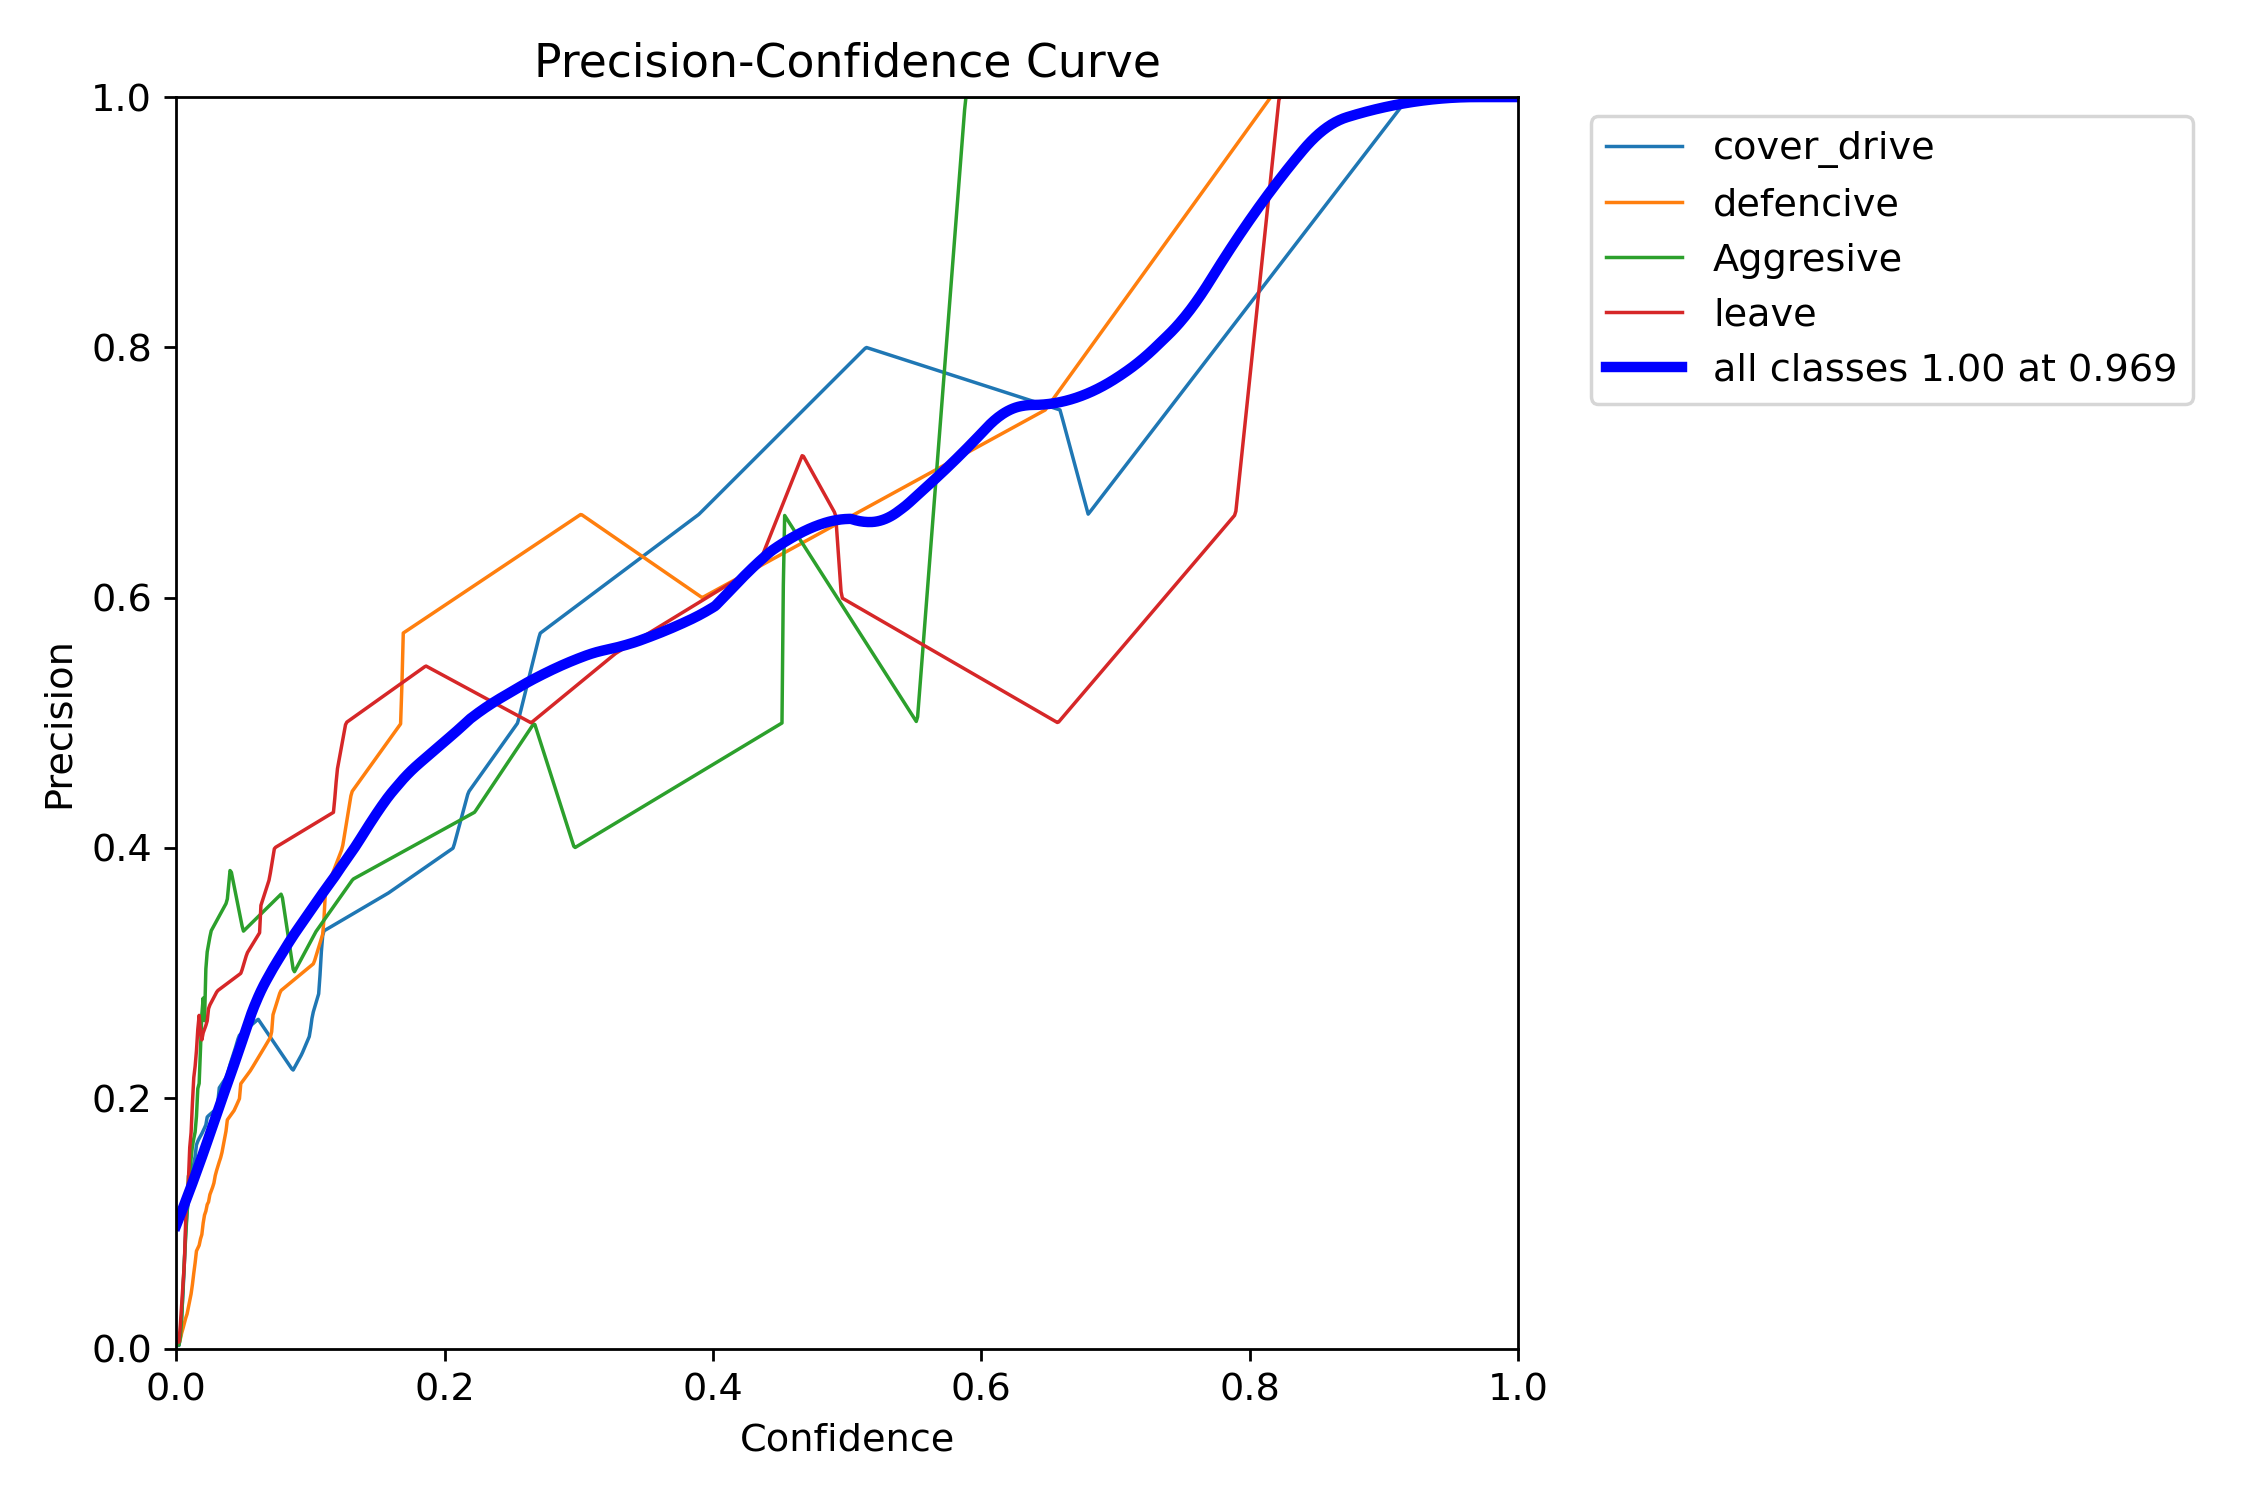 Precision-Confidence Curve
1.0
0.8
0.6
0.4
0.2
0.0
Precision
0.0 0.2 0.4 0.6 0.8 1.0
Confidence
cover_drive
defencive
Aggresive
leave
all classes 1.00 at 0.969